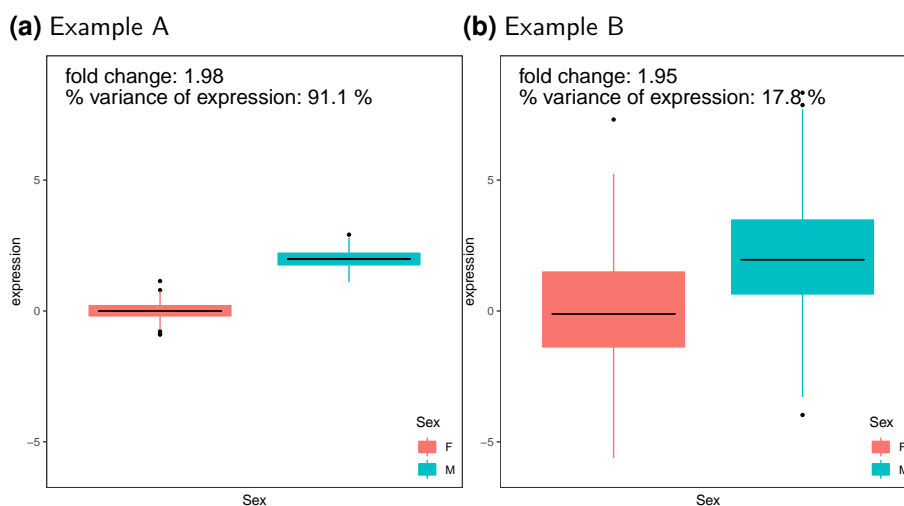 (a) Example A
fold change: 1.98
% variance of expression: 91.1 %
5
0
−5
expression
Sex
F
M
Sex
(b) Example B
fold change: 1.95
% variance of expression: 17.8 %
5
0
−5
expression
Sex
F
M
Sex